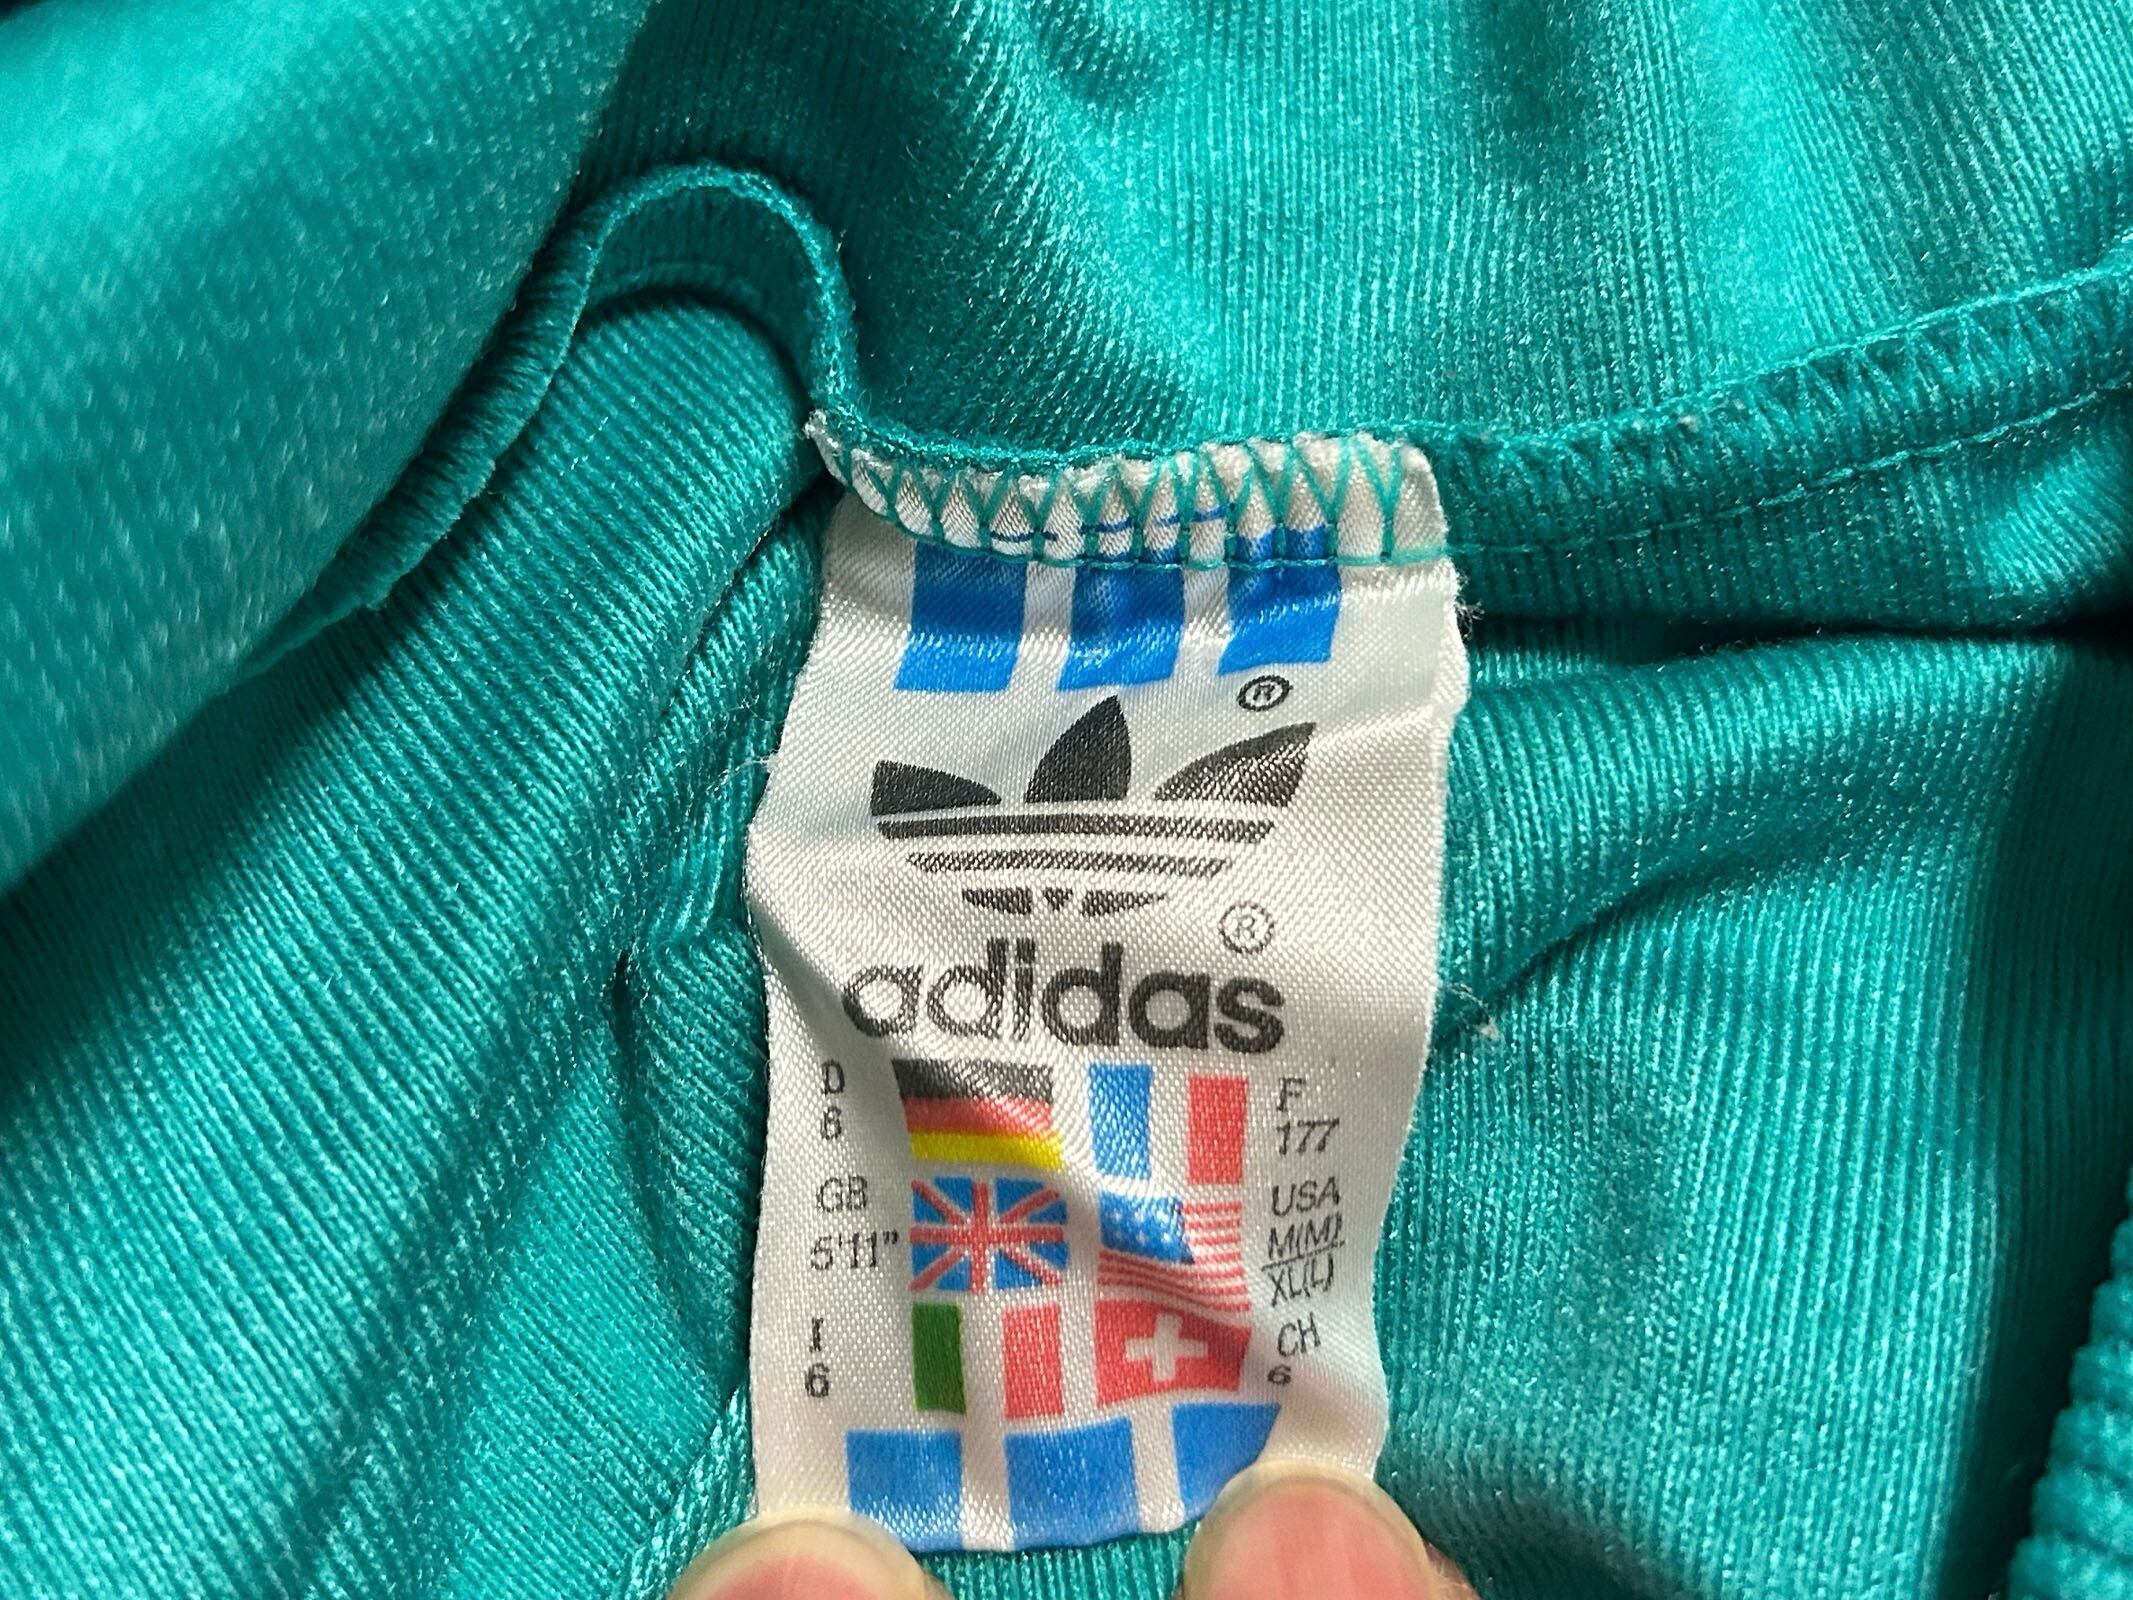 ®
®
adidas
D
6
F
177
GB
5'11"
USA
M(M)
XL(L)
I
6
CH
6